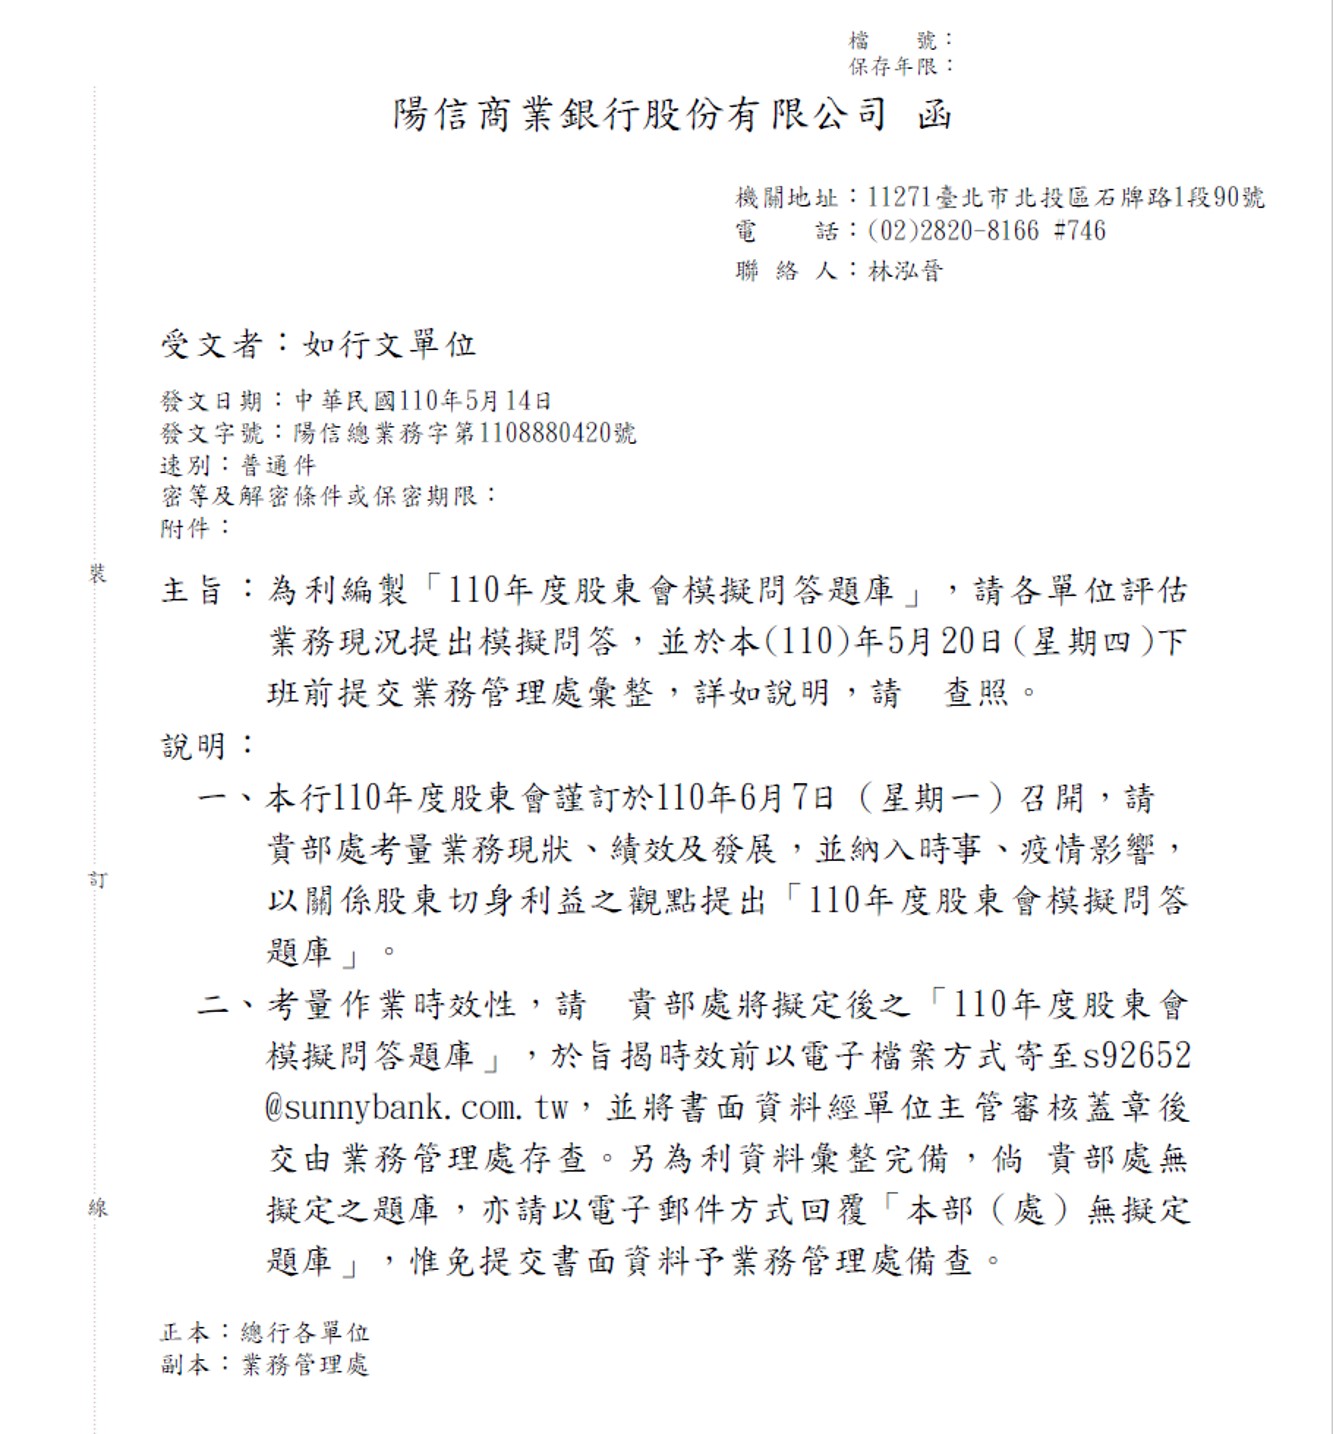 檔　　號：
保存年限：
陽信商業銀行股份有限公司　函
機關地址：11271臺北市北投區石牌路1段90號
電　　話：(02)2820-8166 #746
聯 絡 人：林泓晉
受文者：如行文單位
發文日期：中華民國110年5月14日
發文字號：陽信總業務字第1108880420號
速別：普通件
密等及解密條件或保密期限：
附件：
主旨：為利編製「110年度股東會模擬問答題庫」，請各單位評估
業務現況提出模擬問答，並於本(110)年5月20日(星期四)下
班前提交業務管理處彙整，詳如說明，請　查照。
說明：
一、本行110年度股東會謹訂於110年6月7日（星期一）召開，請
貴部處考量業務現狀、績效及發展，並納入時事、疫情影響，
以關係股東切身利益之觀點提出「110年度股東會模擬問答
題庫」。
二、考量作業時效性，請　貴部處將擬定後之「110年度股東會
模擬問答題庫」，於旨揭時效前以電子檔案方式寄至s92652
@sunnybank.com.tw，並將書面資料經單位主管審核蓋章後
交由業務管理處存查。另為利資料彙整完備，倘 貴部處無
擬定之題庫，亦請以電子郵件方式回覆「本部（處）無擬定
題庫」，惟免提交書面資料予業務管理處備查。
正本：總行各單位
副本：業務管理處
裝
訂
線